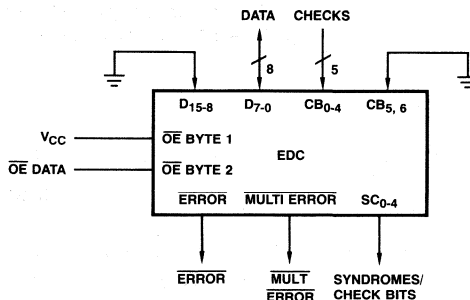 DATA CHECKS
8 5
D15-8 D7-0 CB0-4 CB5, 6
VCC OE BYTE 1
EDC
OE DATA OE BYTE 2
ERROR MULTI ERROR SC0-4
ERROR MULT ERROR SYNDROMES/ CHECK BITS